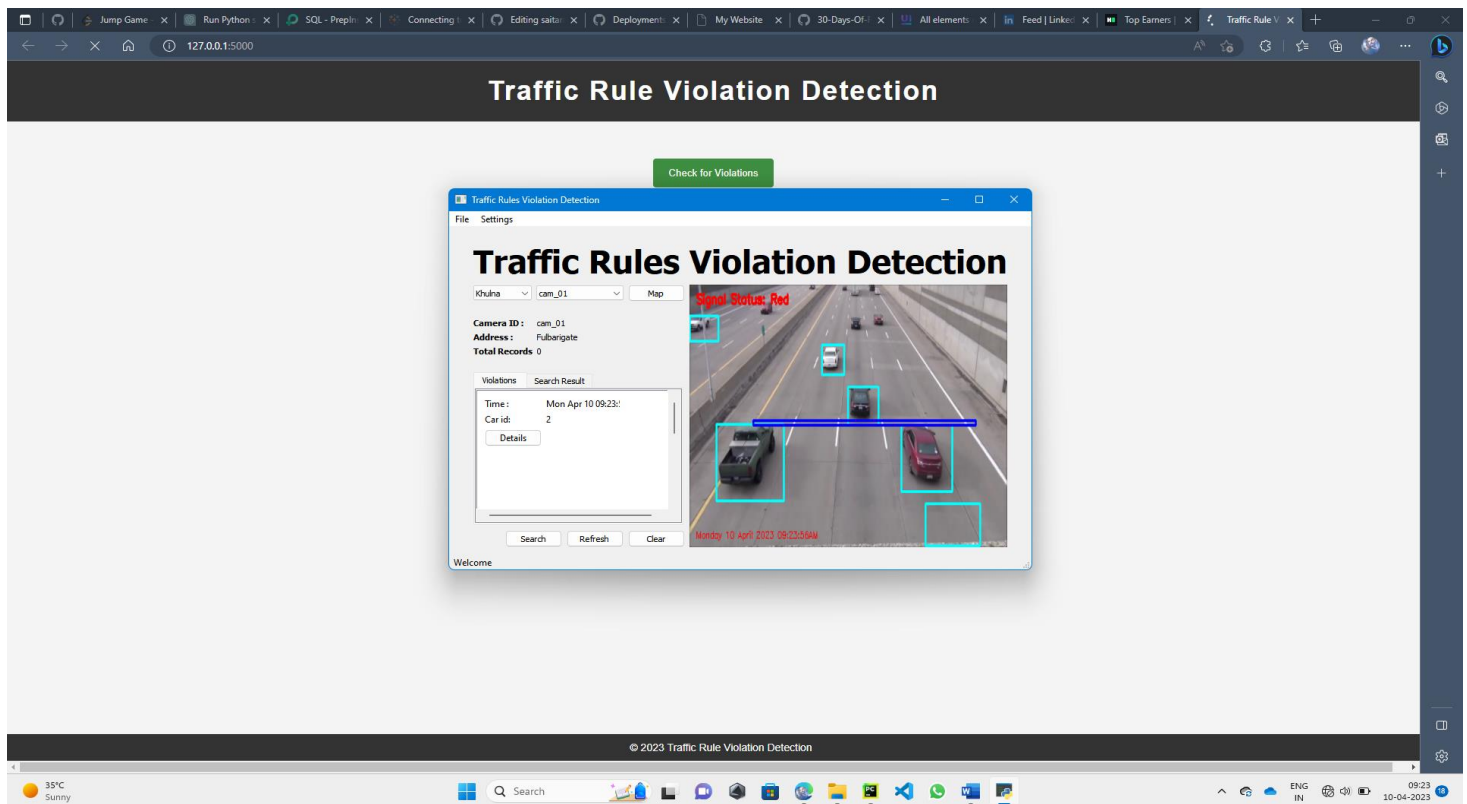 Jump Game
Run Python s
SQL - PrepIn
Connecting t
Editing saitar
Deployments
My Website
30-Days-Of-
All elements
Feed | Linked
Top Earners |
Traffic Rule V
127.0.0.1:5000
Traffic Rule Violation Detection
Check for Violations
Traffic Rules Violation Detection
File Settings
Traffic Rules Violation Detection
Khulna cam_01 Map
Signal Status: Red
Camera ID : cam_01
Address : Fulbarigate
Total Records 0
Violations Search Result
Time : Mon Apr 10 09:23:
Car id: 2
Details
Search Refresh Clear
Monday 10 April 2023 09:23:56AM
Welcome
© 2023 Traffic Rule Violation Detection
35°C
Sunny
Search
ENG
IN
09:23
10-04-2023
18